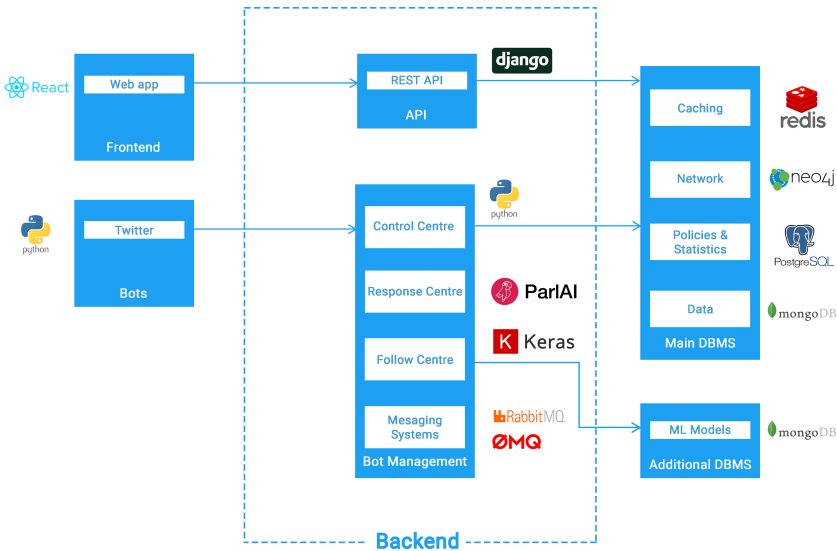 React
Web app
Frontend
REST API
API
django
Caching
redis
Network
neo4j
Policies &
Statistics
PostgreSQL
Data
mongoDB
Main DBMS
python
Twitter
Bots
python
Control Centre
Response Centre
ParlAI
Keras
Follow Centre
Mesaging
Systems
RabbitMQ
ØMQ
Bot Management
ML Models
mongoDB
Additional DBMS
Backend